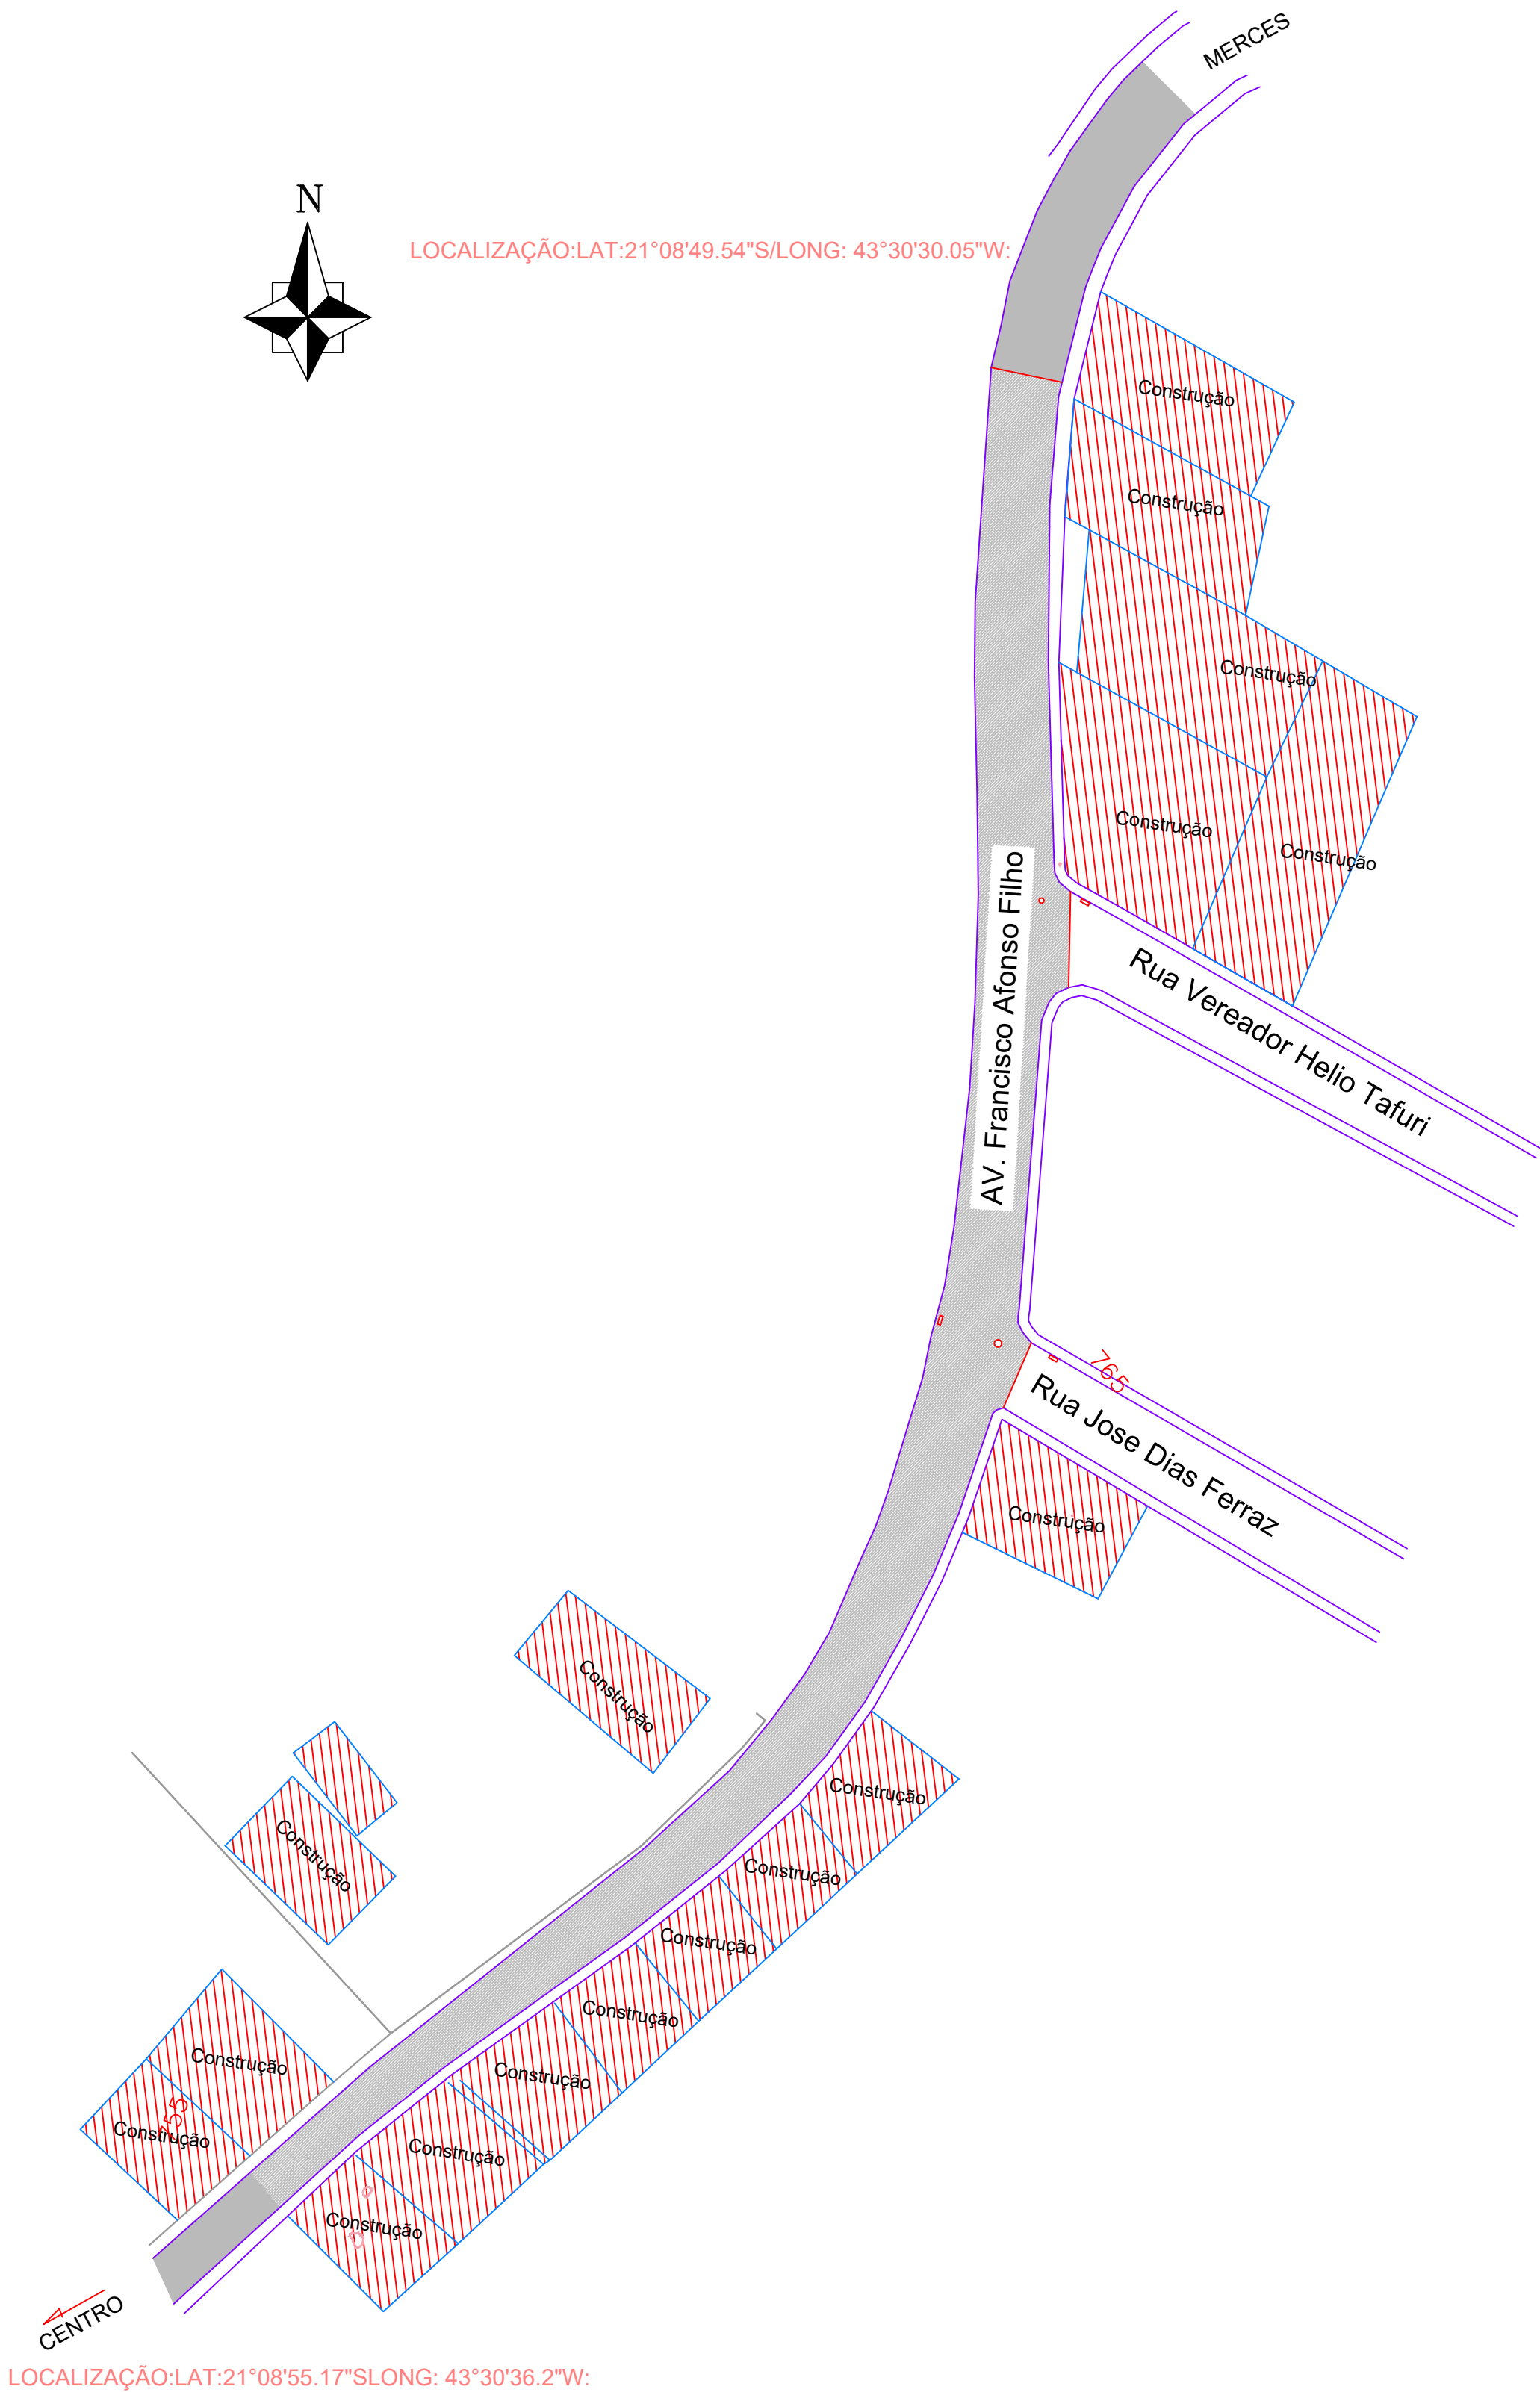 MERCES
N
LOCALIZAÇÃO:LAT:21°08'49.54"S/LONG: 43°30'30.05"W:
Construção
Construção
Construção
Construção
Construção
AV. Francisco Afonso Filho
Rua Vereador Helio Tafuri
765
Rua Jose Dias Ferraz
Construção
Construção
Construção
Construção
Construção
Construção
Construção
Construção
Construção
Construção
Construção
Construção
CENTRO
LOCALIZAÇÃO:LAT:21°08'55.17"SLONG: 43°30'36.2"W: